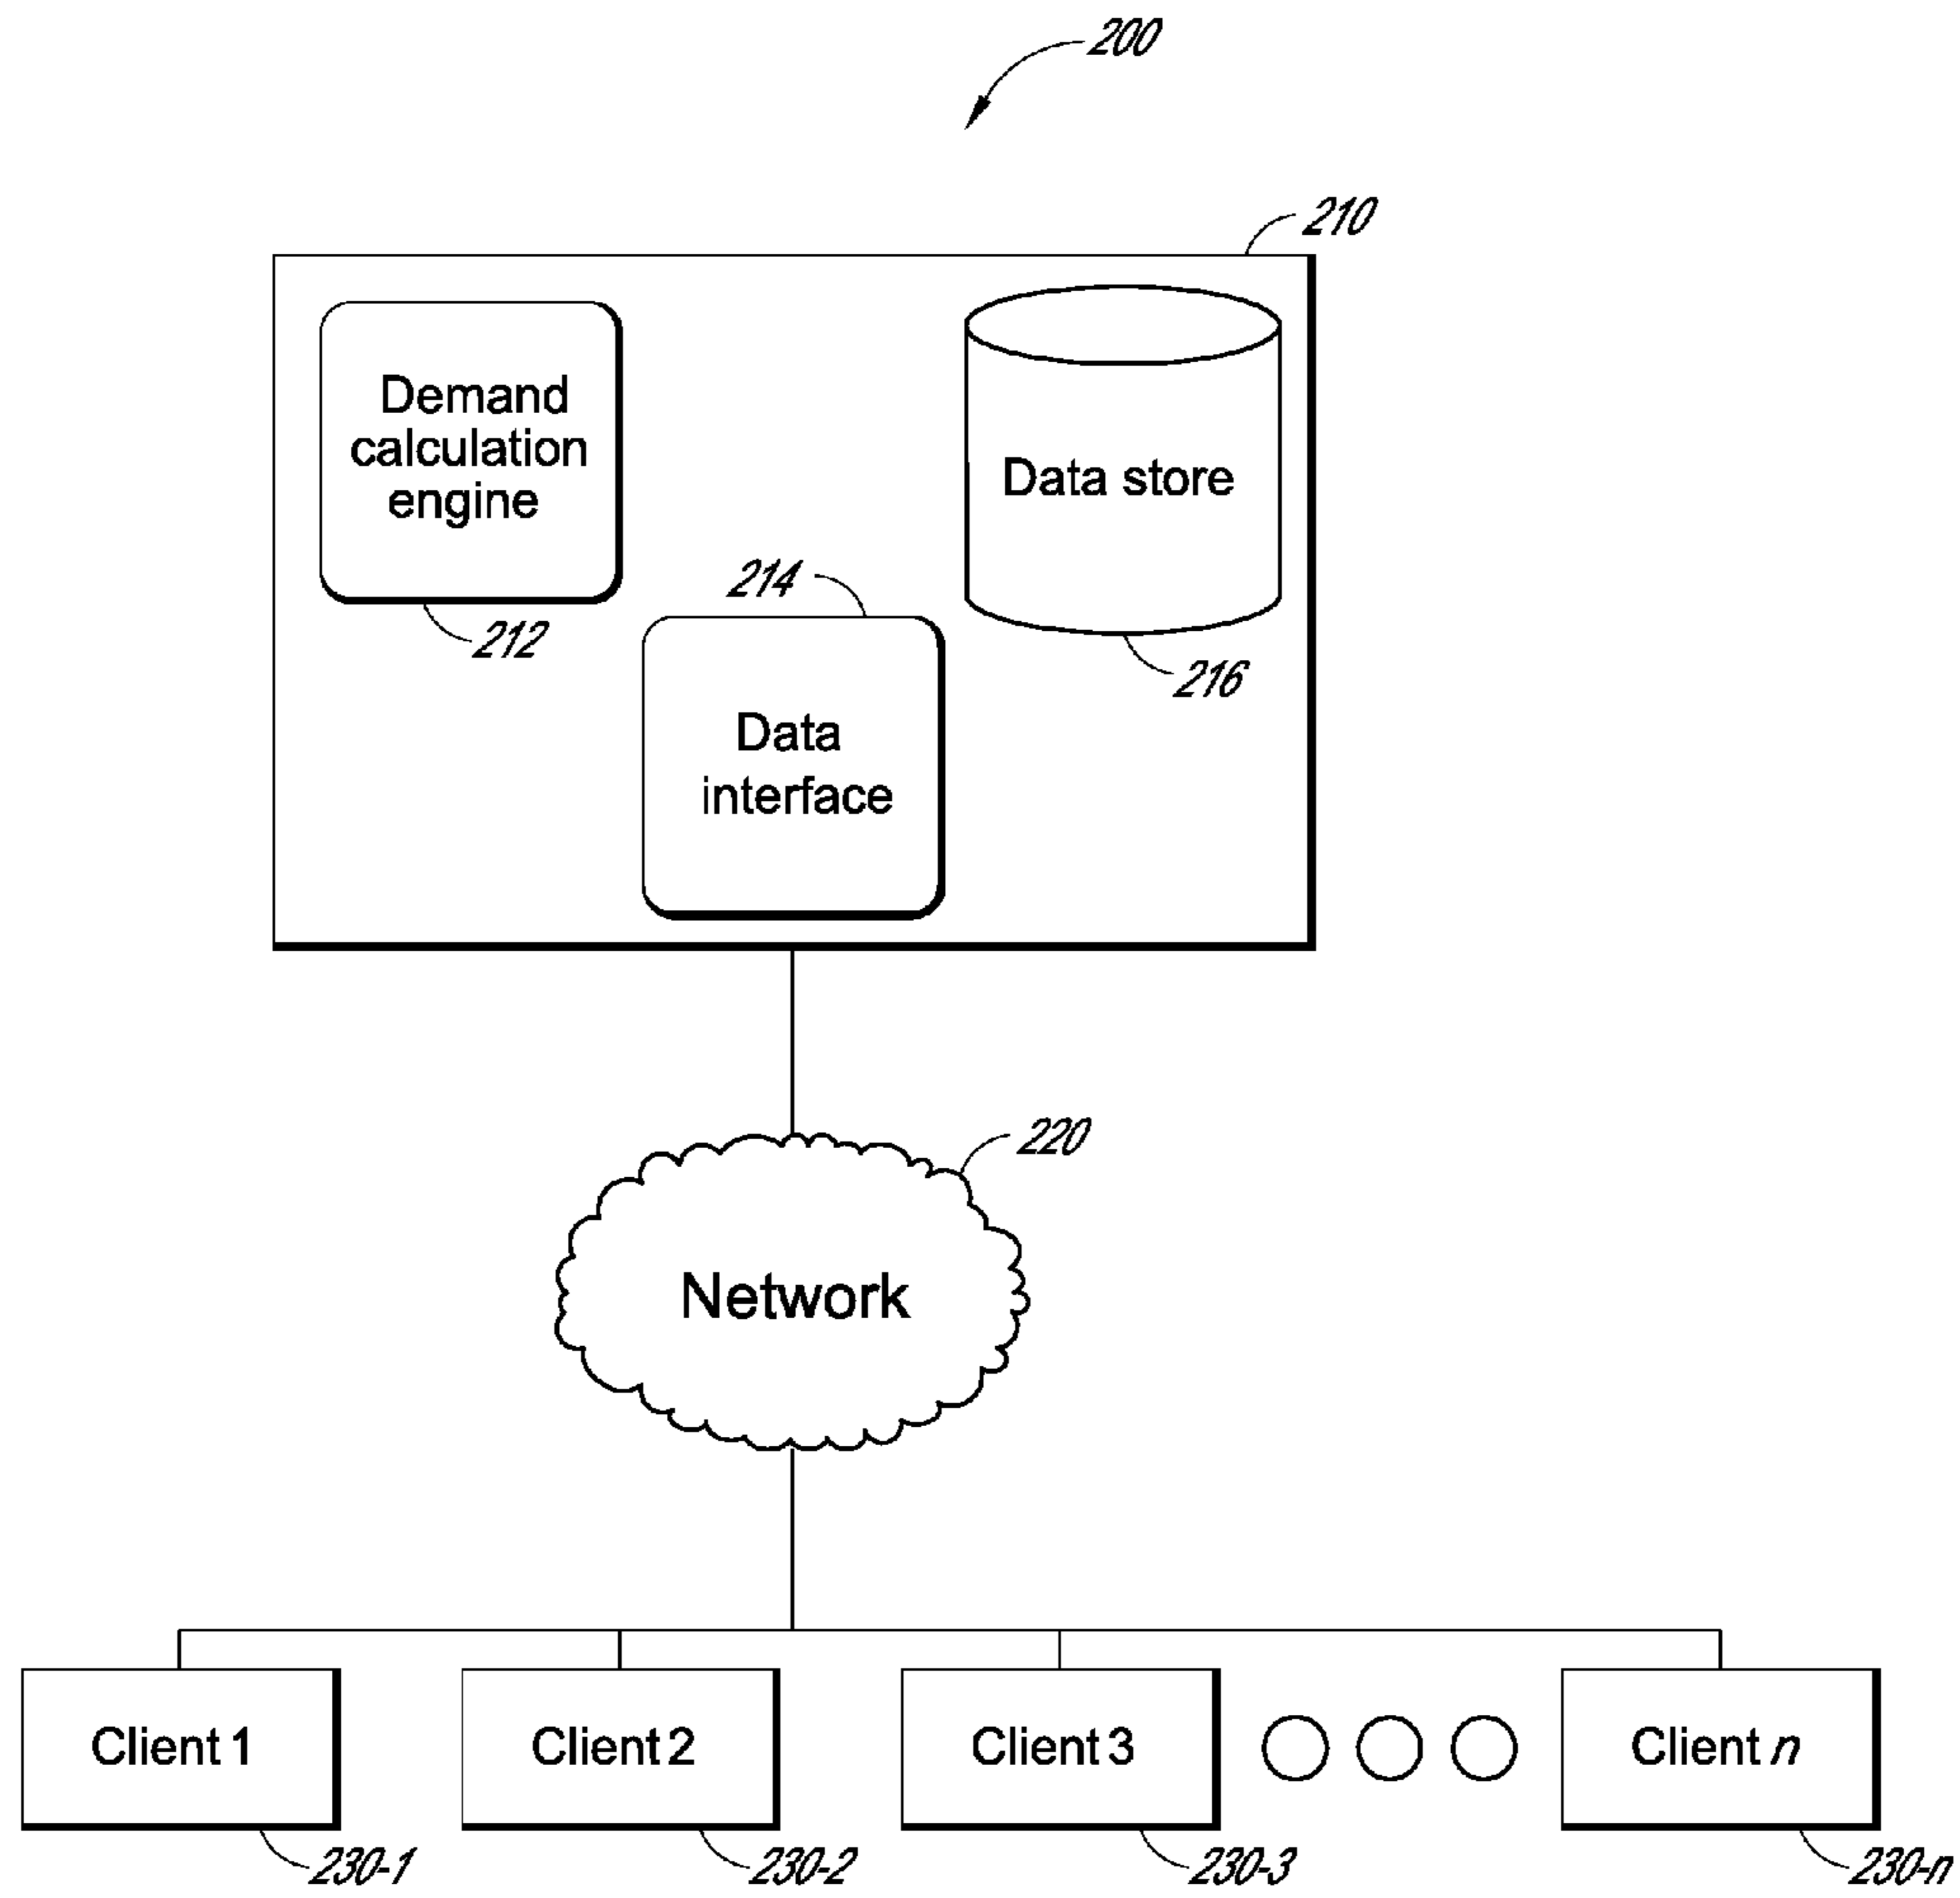 200
210
Demand
calculation
engine
Data store
214
212
216
Data
interface
220
Network
Client 1
Client 2
Client 3
Client n
230-1
230-2
230-3
230-n